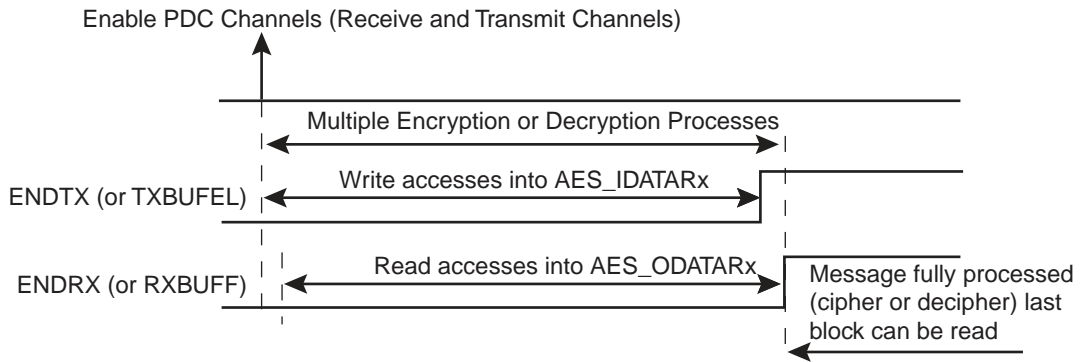 Enable PDC Channels (Receive and Transmit Channels)
Multiple Encryption or Decryption Processes
Write accesses into AES_IDATARx
ENDTX (or TXBUFEL)
Read accesses into AES_ODATARx
ENDRX (or RXBUFF)
Message fully processed
(cipher or decipher) last
block can be read